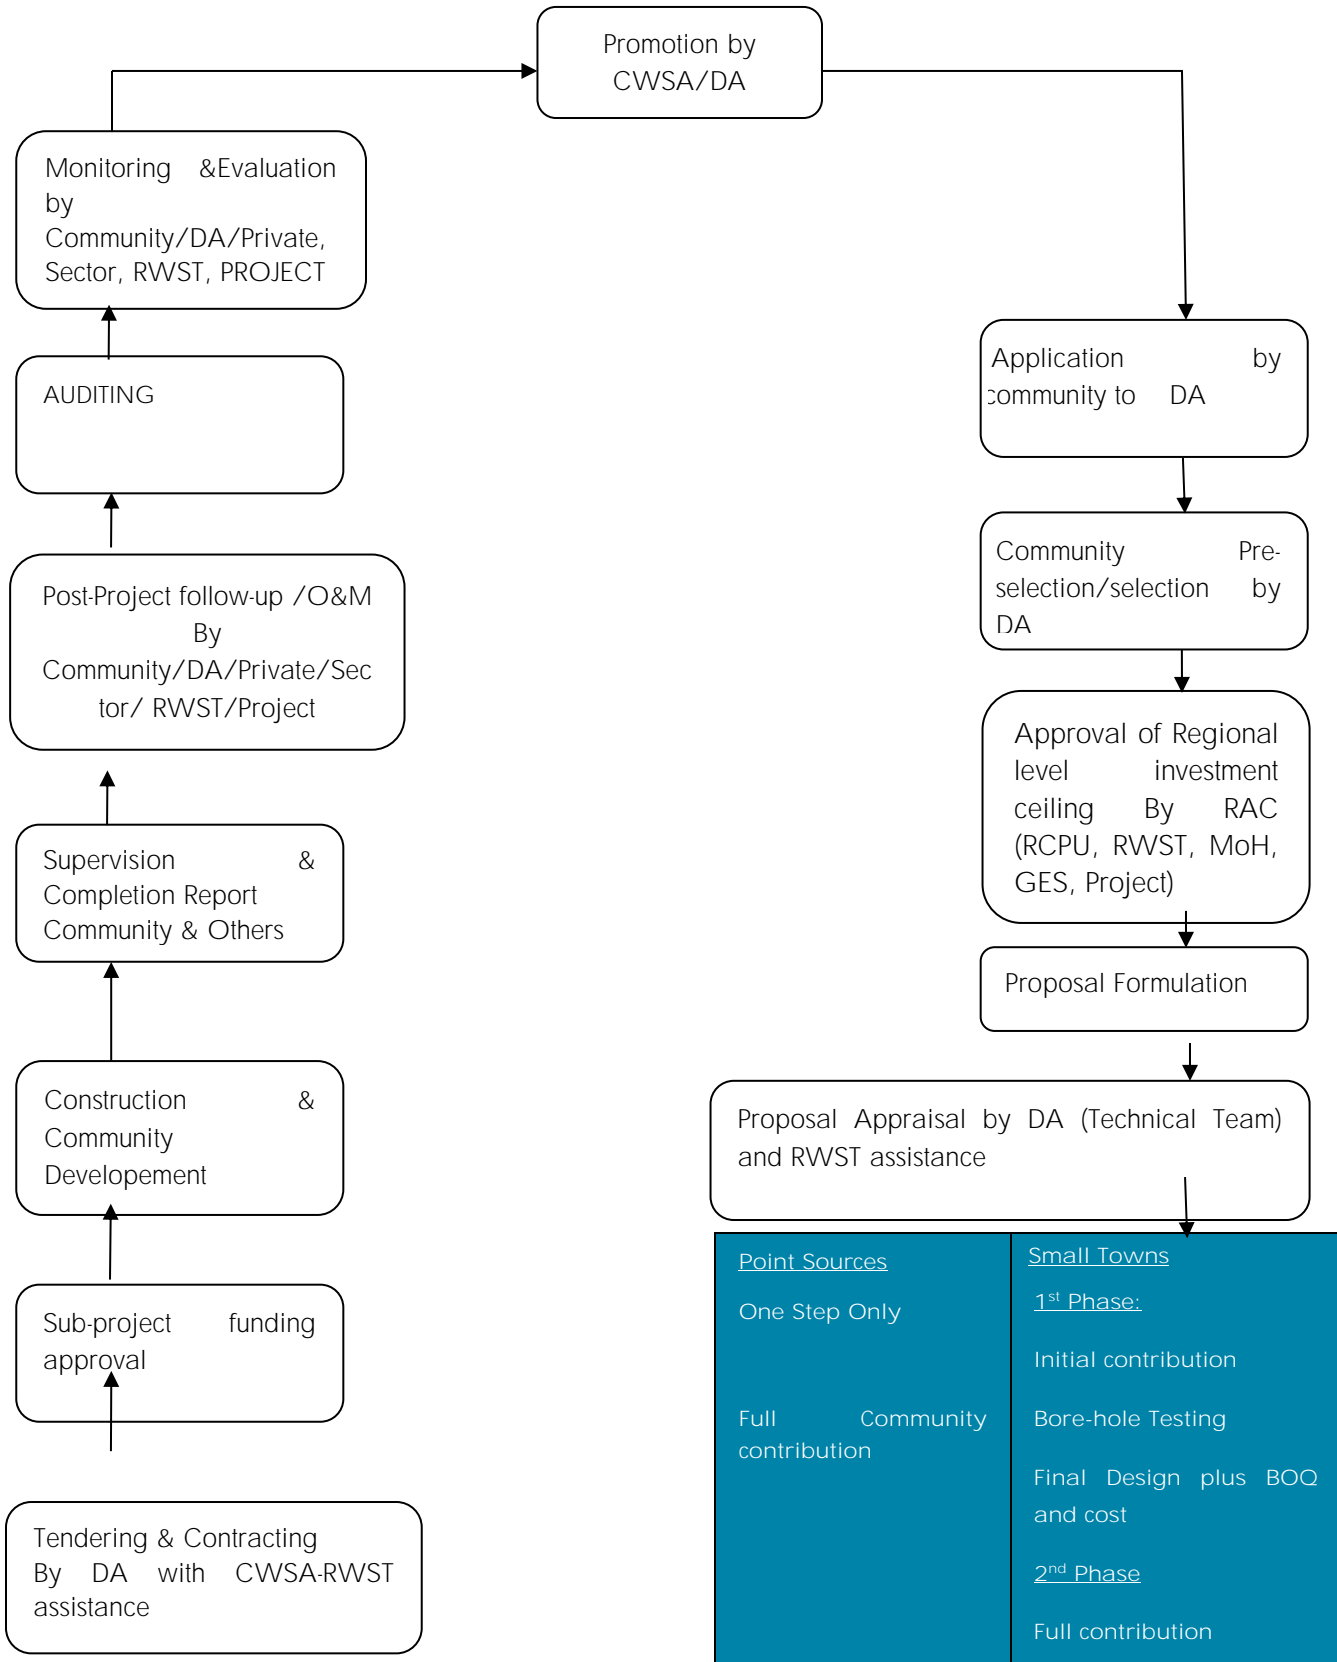 Promotion by
CWSA/DA
Monitoring &Evaluation
by
Community/DA/Private,
Sector, RWST, PROJECT
AUDITING
Post-Project follow-up /O&M
By
Community/DA/Private/Sec
tor/ RWST/Project
Supervision &
Completion Report
Community & Others
Construction &
Community
Developement
Sub-project funding
approval
Tendering & Contracting
By DA with CWSA-RWST
assistance
Application by
community to DA
Community Pre-
selection/selection by
DA
Approval of Regional
level investment
ceiling By RAC
(RCPU, RWST, MoH,
GES, Project)
Proposal Formulation
Proposal Appraisal by DA (Technical Team)
and RWST assistance
Point Sources
One Step Only
Full Community
contribution
Small Towns
1st Phase:
Initial contribution
Bore-hole Testing
Final Design plus BOQ
and cost
2nd Phase
Full contribution